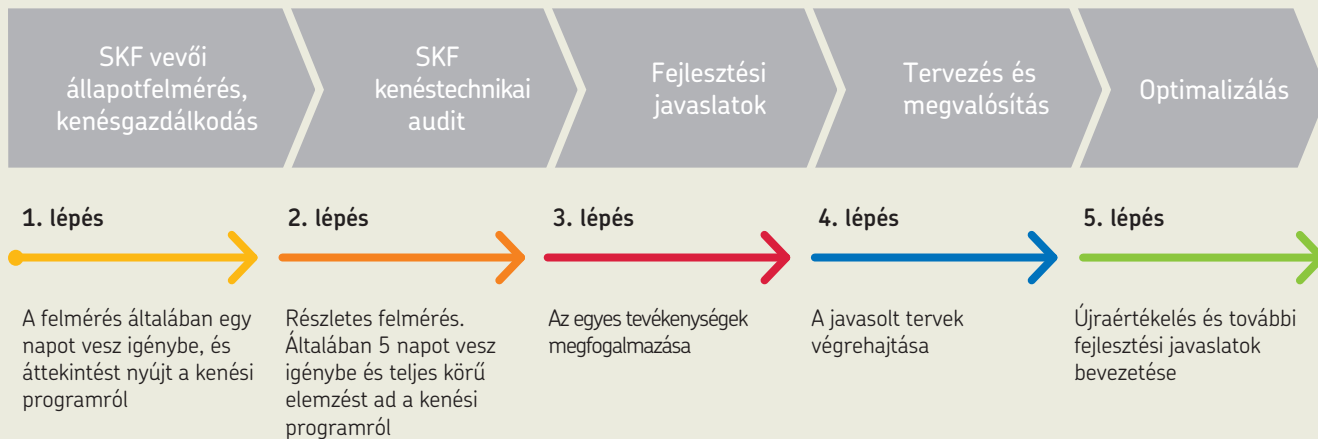 SKF vevői
állapotfelmérés,
kenésgazdálkodás
SKF
kenéstechnikai
audit
Fejlesztési
javaslatok
Tervezés és
megvalósítás
Optimalizálás
1. lépés
2. lépés
3. lépés
4. lépés
5. lépés
A felmérés általában egy
napot vesz igénybe, és
áttekintést nyújt a kenési
programról
Részletes felmérés.
Általában 5 napot vesz
igénybe és teljes körű
elemzést ad a kenési
programról
Az egyes tevékenységek
megfogalmazása
A javasolt tervek
végrehajtása
Újraértékelés és további
fejlesztési javaslatok
bevezetése